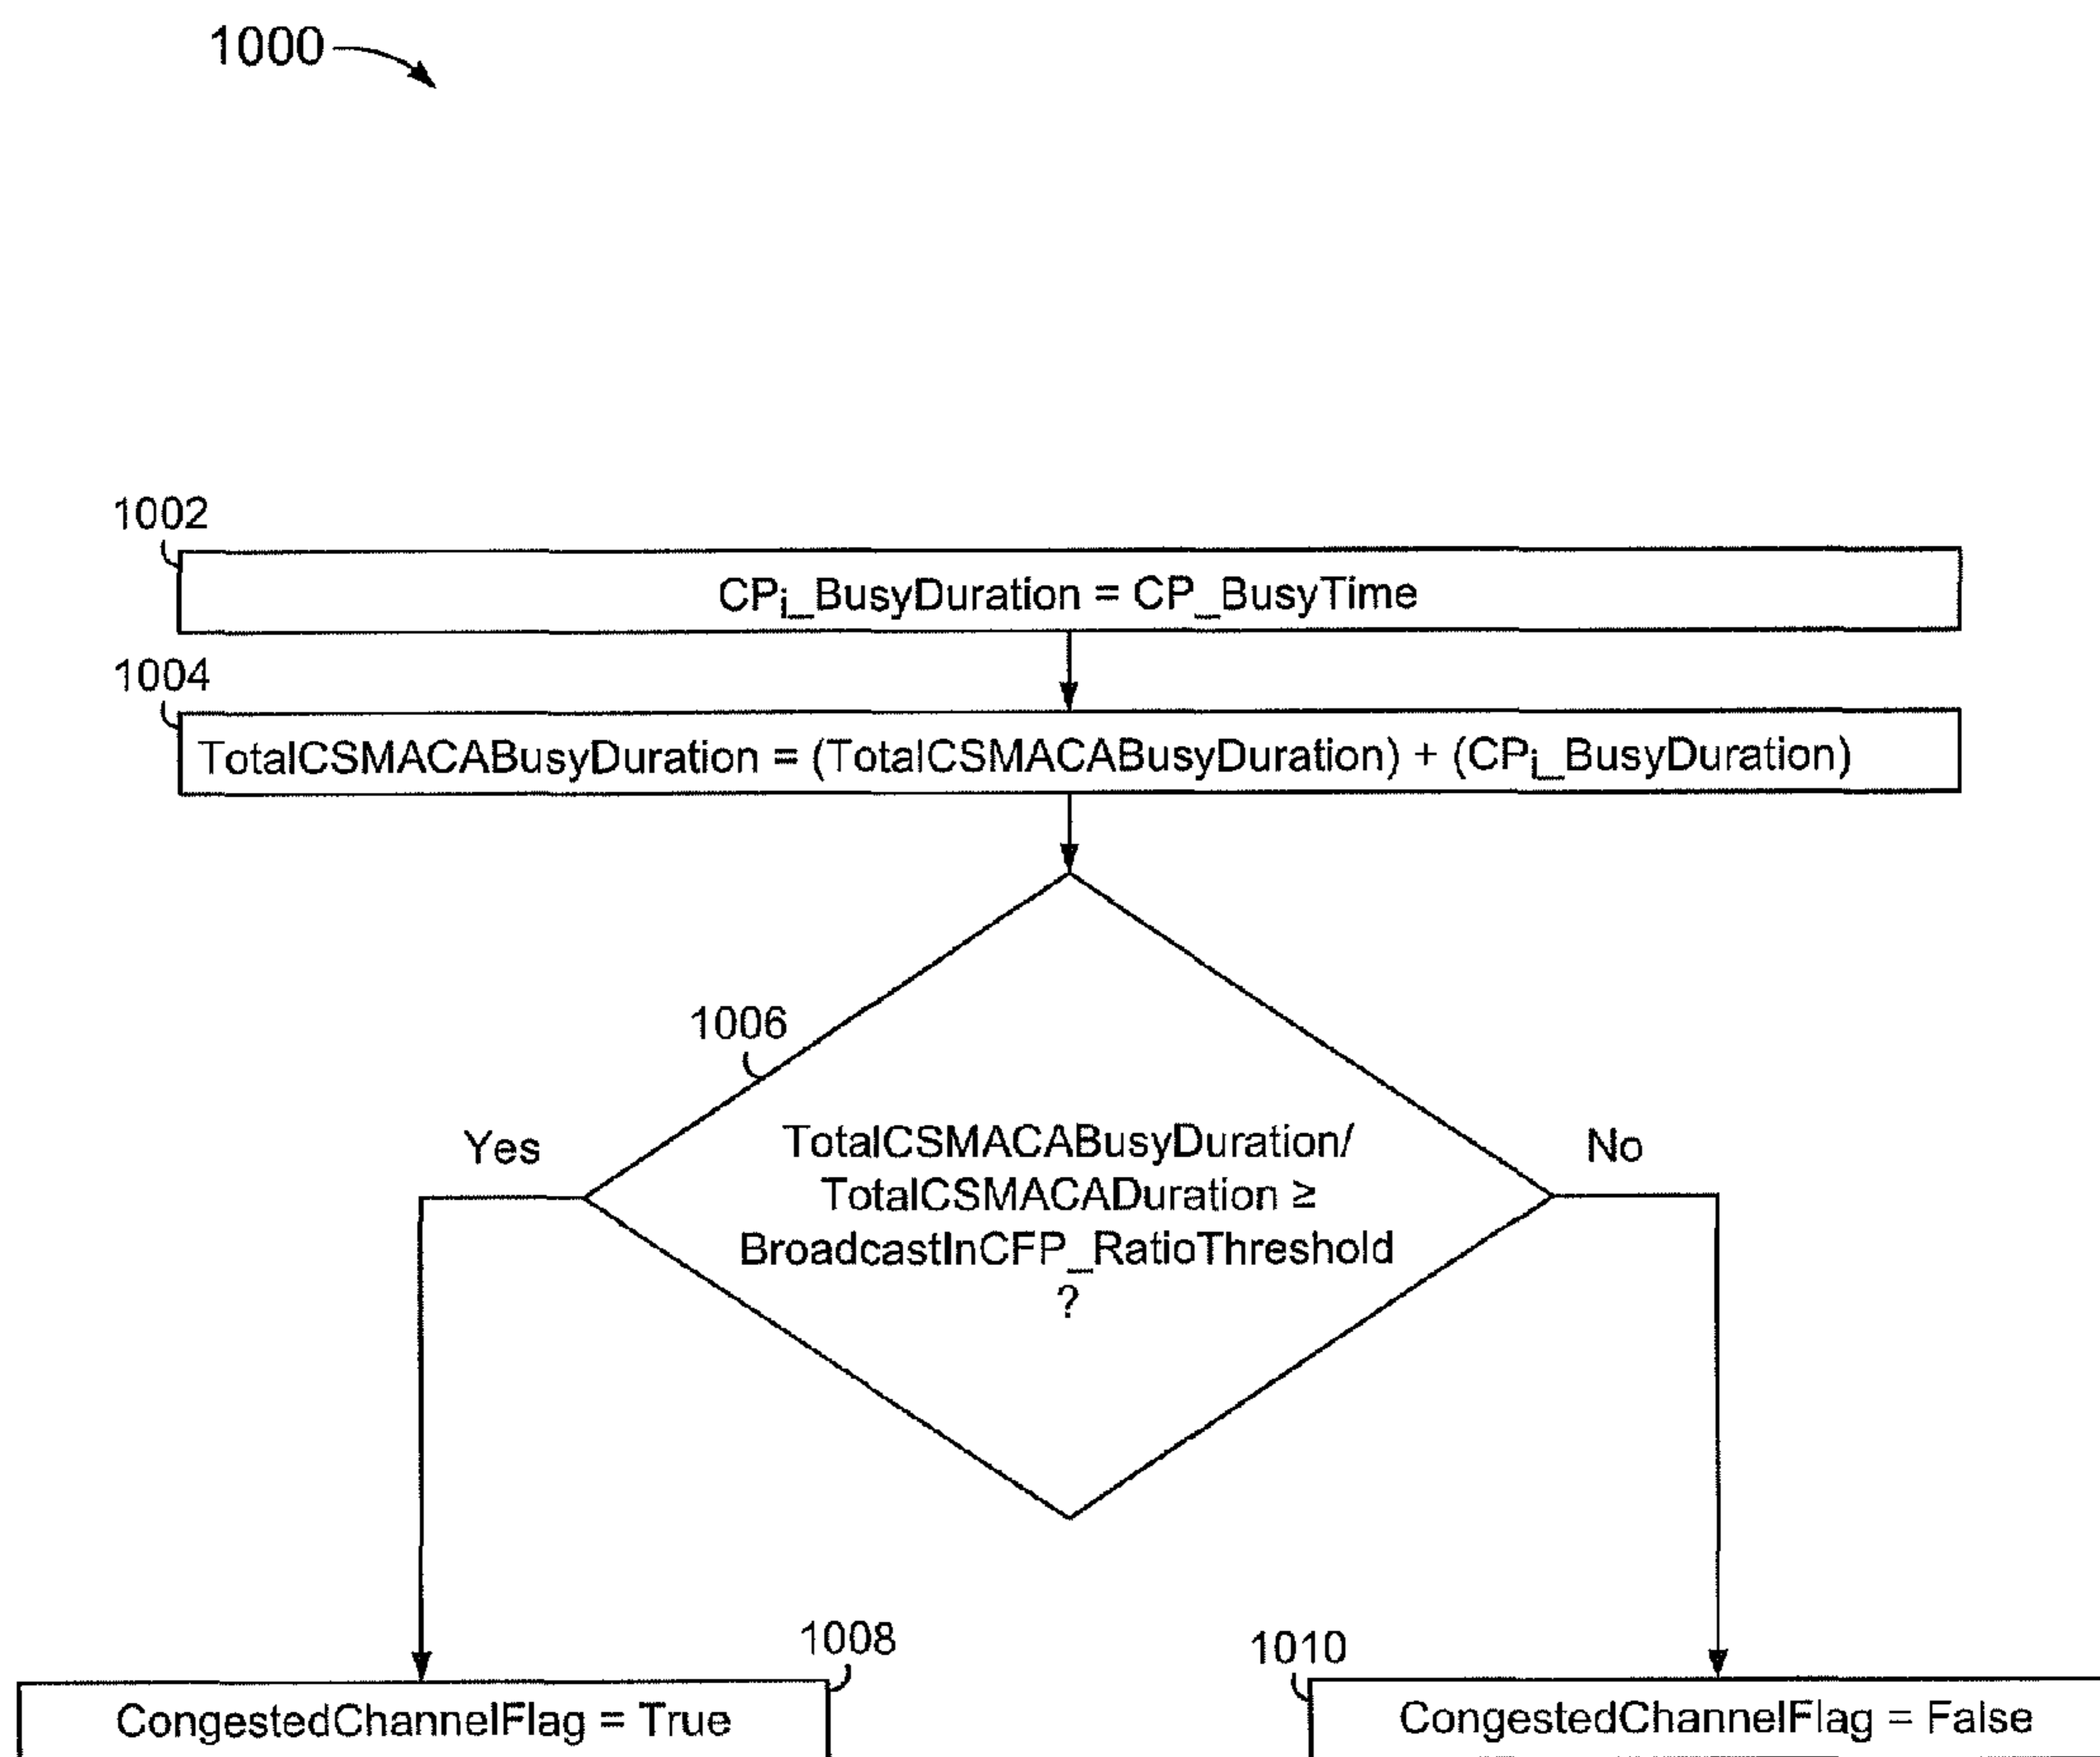 1000
1002
CPi_BusyDuration = CP_BusyTime
1004
TotalCSMACABusyDuration = (TotalCSMACABusyDuration) + (CPi_BusyDuration)
1006
Yes
TotalCSMACABusyDuration/
TotalCSMACADuration ≥
BroadcastInCFP_RatioThreshold
?
No
1008
CongestedChannelFlag = True
1010
CongestedChannelFlag = False